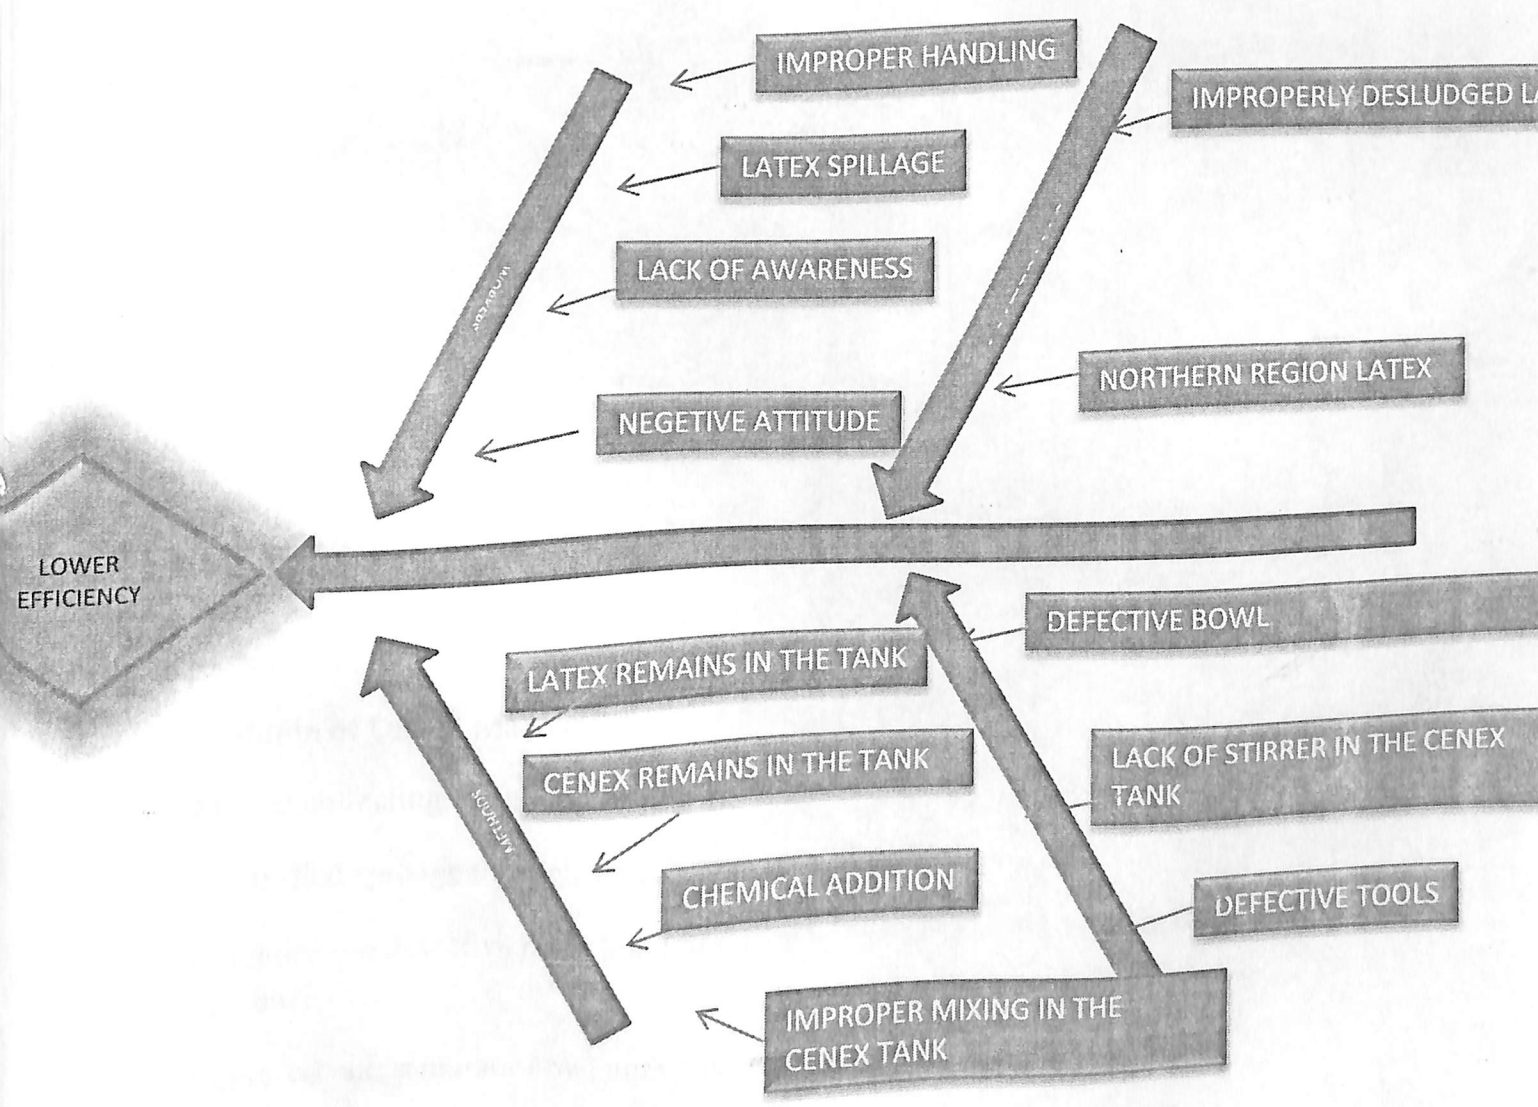 IMPROPER HANDLING
IMPROPERLY DESLUDGED
LATEX SPILLAGE
LACK OF AWARENESS
WORKERS
NORTHERN REGION LATEX
NEGETIVE ATTITUDE
LOWER
EFFICIENCY
DEFECTIVE BOWL
LATEX REMAINS IN THE TANK
LACK OF STIRRER IN THE CENEX
TANK
CENEX REMAINS IN THE TANK
METHODS
CHEMICAL ADDITION
DEFECTIVE TOOLS
IMPROPER MIXING IN THE
CENEX TANK